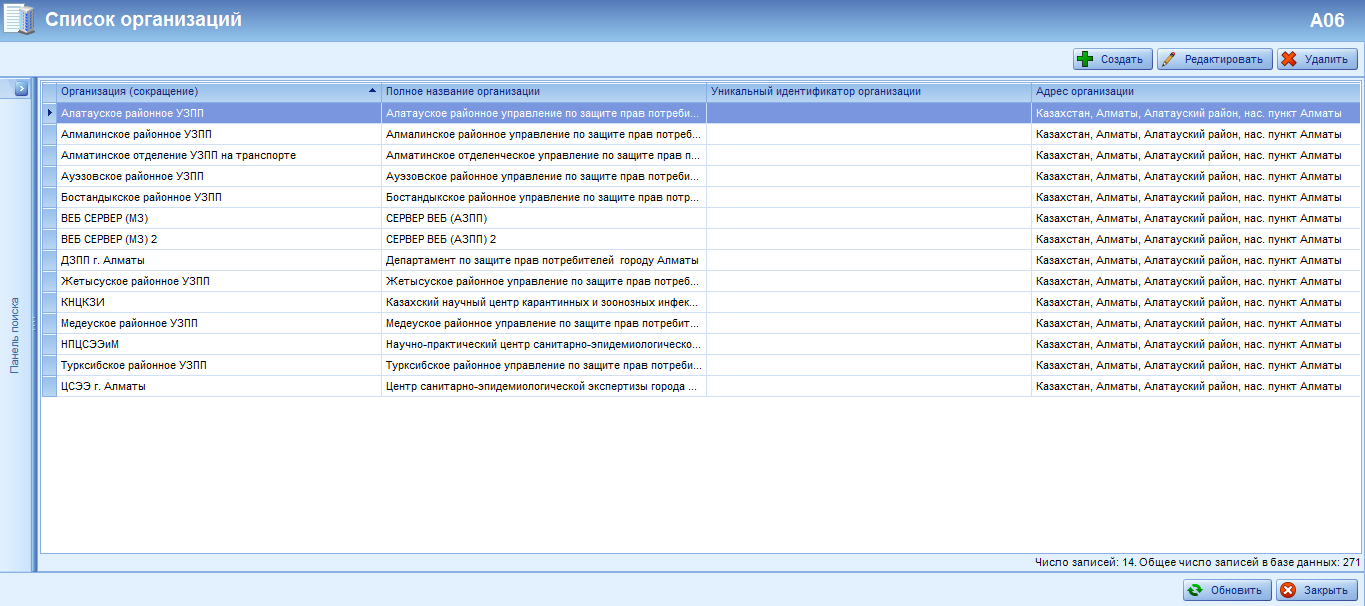 Список организаций A06
Создать Редактировать Удалить
Организация (сокращение) Полное название организации Уникальный идентификатор организации Адрес организации
Алатауское районное УЗПП Алатауское районное управление по защите прав потреби... Казахстан, Алматы, Алатауский район, нас. пункт Алматы
Алмалинское районное УЗПП Алмалинское районное управление по защите прав потреб... Казахстан, Алматы, Алатауский район, нас. пункт Алматы
Алматинское отделение УЗПП на транспорте Алматинское отделенческое управление по защите прав п... Казахстан, Алматы, Алатауский район, нас. пункт Алматы
Ауэзовское районное УЗПП Ауэзовское районное управление по защите прав потреби... Казахстан, Алматы, Алатауский район, нас. пункт Алматы
Бостандыкское районное УЗПП Бостандыкское районное управление по защите прав потр... Казахстан, Алматы, Алатауский район, нас. пункт Алматы
ВЕБ СЕРВЕР (МЗ) СЕРВЕР ВЕБ (АЗПП) Казахстан, Алматы, Алатауский район, нас. пункт Алматы
ВЕБ СЕРВЕР (МЗ) 2 СЕРВЕР ВЕБ (АЗПП) 2 Казахстан, Алматы, Алатауский район, нас. пункт Алматы
ДЗПП г. Алматы Департамент по защите прав потребителей городу Алматы Казахстан, Алматы, Алатауский район, нас. пункт Алматы
Жетысуское районное УЗПП Жетысуское районное управление по защите прав потреб... Казахстан, Алматы, Алатауский район, нас. пункт Алматы
КНЦКЗИ Казахский научный центр карантинных и зоонозных инфек... Казахстан, Алматы, Алатауский район, нас. пункт Алматы
Медеуское районное УЗПП Медеуское районное управление по защите прав потребит... Казахстан, Алматы, Алатауский район, нас. пункт Алматы
НПЦСЭЭиМ Научно-практический центр санитарно-эпидемиологическо... Казахстан, Алматы, Алатауский район, нас. пункт Алматы
Турксибское районное УЗПП Турксибское районное управление по защите прав потреби... Казахстан, Алматы, Алатауский район, нас. пункт Алматы
ЦСЭЭ г. Алматы Центр санитарно-эпидемиологической экспертизы города ... Казахстан, Алматы, Алатауский район, нас. пункт Алматы
Панель поиска
Число записей: 14. Общее число записей в базе данных: 271
Обновить Закрыть